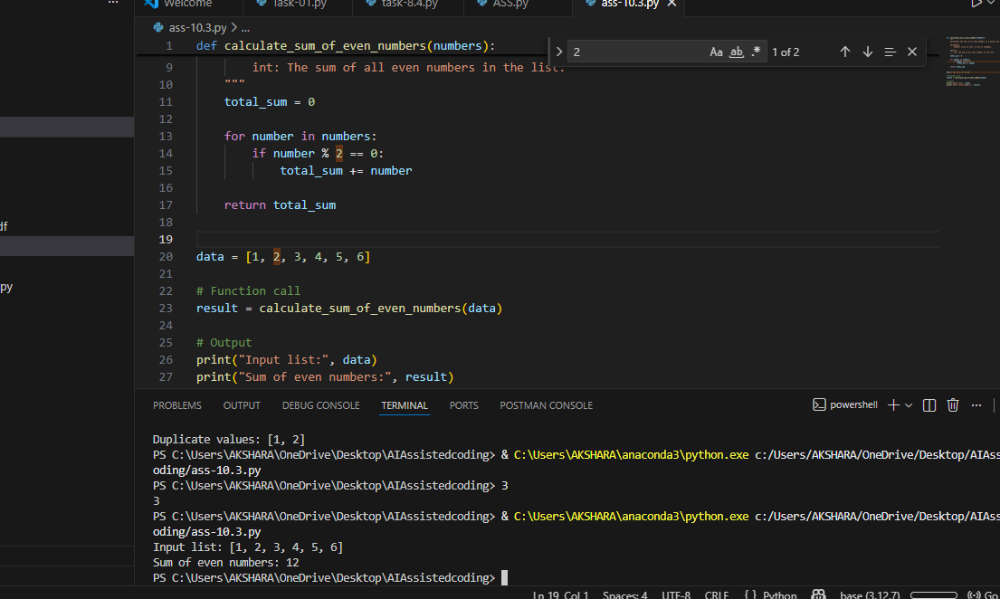 Welcome
Task-01.py
task-8.4.py
ASS.py
ass-10.3.py
ass-10.3.py > ...
2
Aa ab .* 1 of 2
1 def calculate_sum_of_even_numbers(numbers):
9 int: The sum of all even numbers in the list.
10 """
11 total_sum = 0
12
13 for number in numbers:
14 if number % 2 == 0:
15 total_sum += number
16
17 return total_sum
18
19
20 data = [1, 2, 3, 4, 5, 6]
21
22 # Function call
23 result = calculate_sum_of_even_numbers(data)
24
25 # Output
26 print("Input list:", data)
27 print("Sum of even numbers:", result)
df
py
PROBLEMS OUTPUT DEBUG CONSOLE TERMINAL PORTS POSTMAN CONSOLE
powershell
Duplicate values: [1, 2]
PS C:\Users\AKSHARA\OneDrive\Desktop\AIAssistedcoding> & C:\Users\AKSHARA\anaconda3\python.exe c:/Users/AKSHARA/OneDrive/Desktop/AIAss
oding/ass-10.3.py
PS C:\Users\AKSHARA\OneDrive\Desktop\AIAssistedcoding> 3
3
PS C:\Users\AKSHARA\OneDrive\Desktop\AIAssistedcoding> & C:\Users\AKSHARA\anaconda3\python.exe c:/Users/AKSHARA/OneDrive/Desktop/AIAss
oding/ass-10.3.py
Input list: [1, 2, 3, 4, 5, 6]
Sum of even numbers: 12
PS C:\Users\AKSHARA\OneDrive\Desktop\AIAssistedcoding>
Ln 19, Col 1 Spaces: 4 UTF-8 CRLF { } Python base (3.12.7) Go